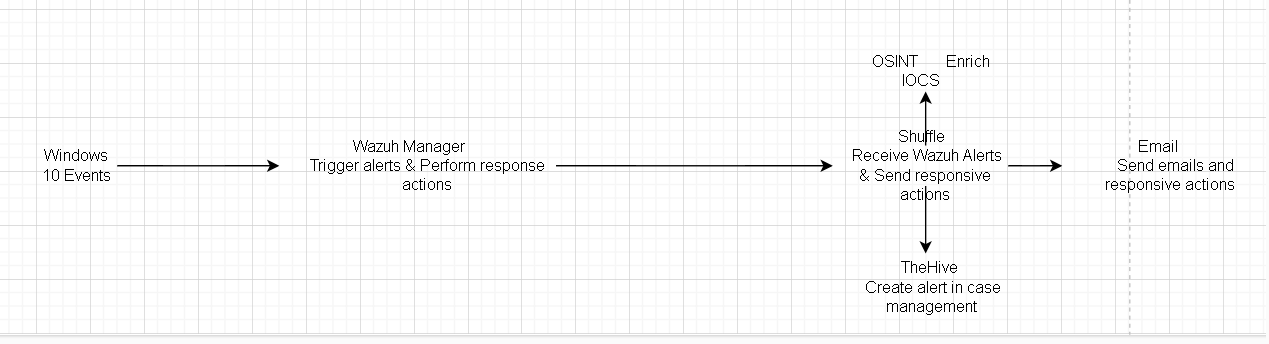 Windows
10 Events
Wazuh Manager
Trigger alerts & Perform response
actions
OSINT Enrich
IOCS
Shuffle
Receive Wazuh Alerts
& Send responsive
actions
Email
Send emails and
responsive actions
TheHive
Create alert in case
management